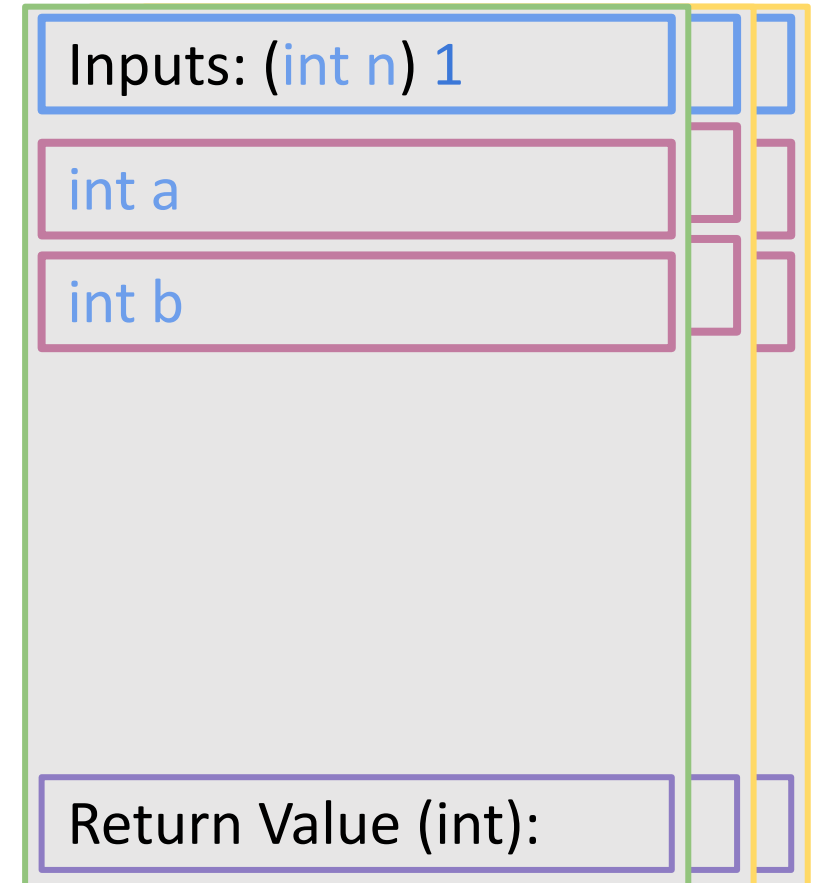 Inputs: (int n) 1
int a
int b
Return Value (int):